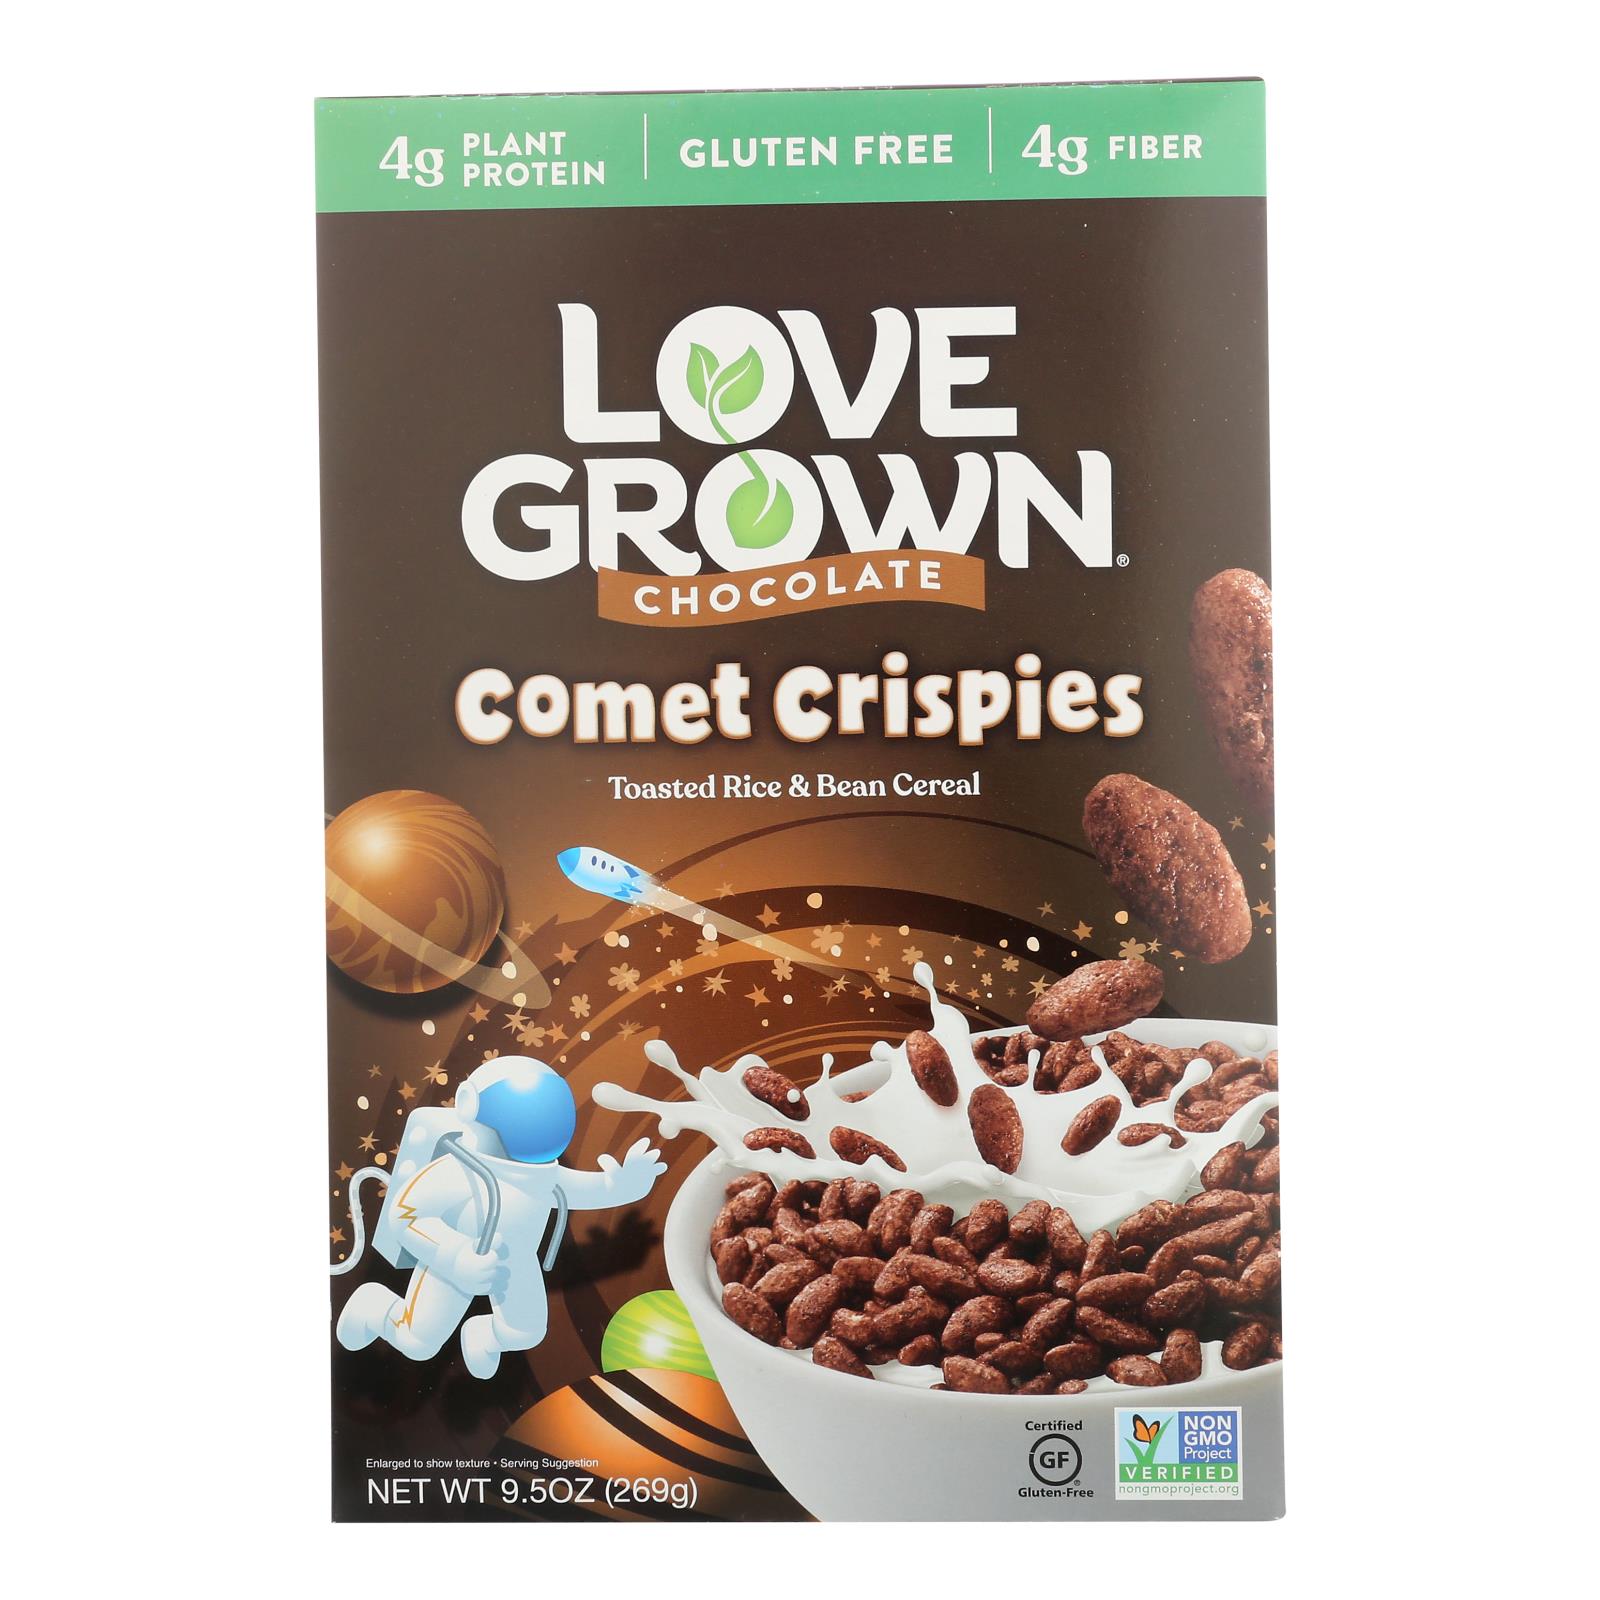 4g PLANT PROTEIN
GLUTEN FREE
4g FIBER
LOVE
GROWN®
CHOCOLATE
Comet Crispies
Toasted Rice & Bean Cereal
Enlarged to show texture • Serving Suggestion
NET WT 9.5OZ (269g)
Certified
GF®
Gluten-Free
NON
GMO
Project
VERIFIED
nongmoproject.org